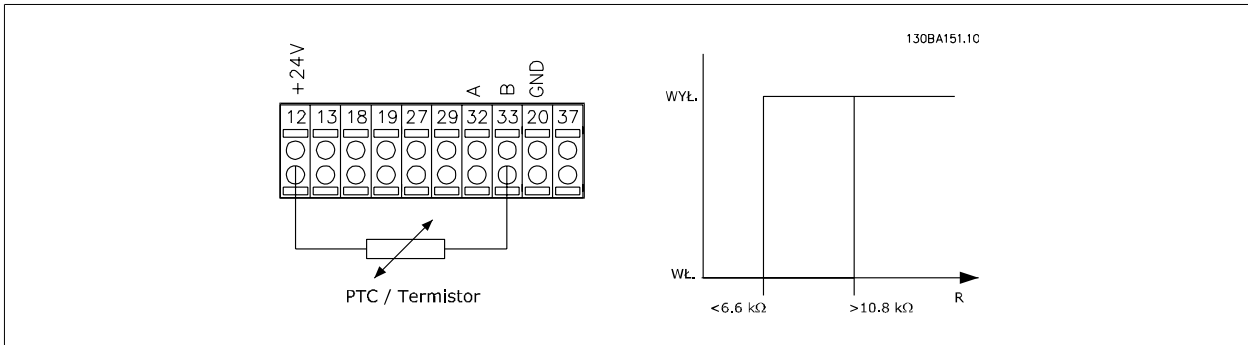 130BA151.10
+24V
A
B
GND
12 13 18 19 27 29 32 33 20 37
PTC / Termistor
WYŁ.
WŁ.
<6.6 kΩ
>10.8 kΩ
R